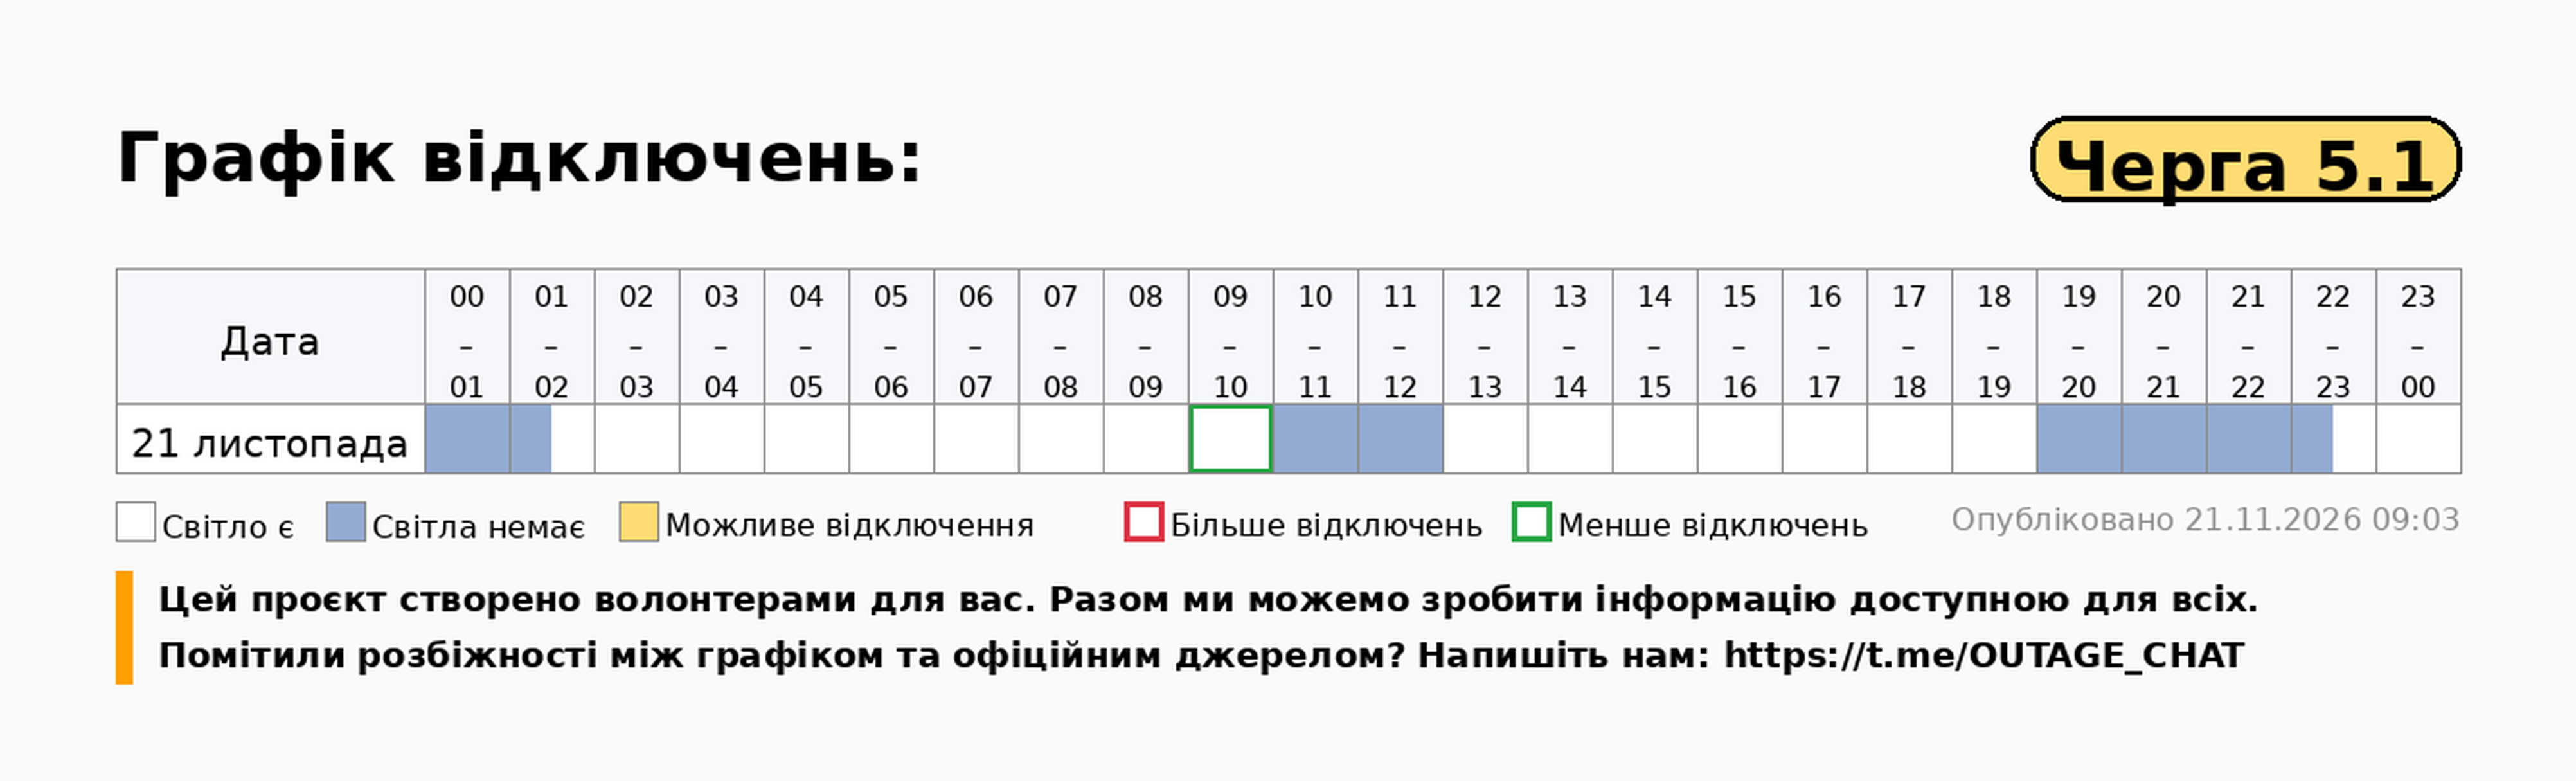 Графік відключень:
Черга 5.1
Дата
00 – 01
01 – 02
02 – 03
03 – 04
04 – 05
05 – 06
06 – 07
07 – 08
08 – 09
09 – 10
10 – 11
11 – 12
12 – 13
13 – 14
14 – 15
15 – 16
16 – 17
17 – 18
18 – 19
19 – 20
20 – 21
21 – 22
22 – 23
23 – 00
21 листопада
Світло є
Світла немає
Можливе відключення
Більше відключень
Менше відключень
Опубліковано 21.11.2026 09:03
Цей проєкт створено волонтерами для вас. Разом ми можемо зробити інформацію доступною для всіх.
Помітили розбіжності між графіком та офіційним джерелом? Напишіть нам: https://t.me/OUTAGE_CHAT